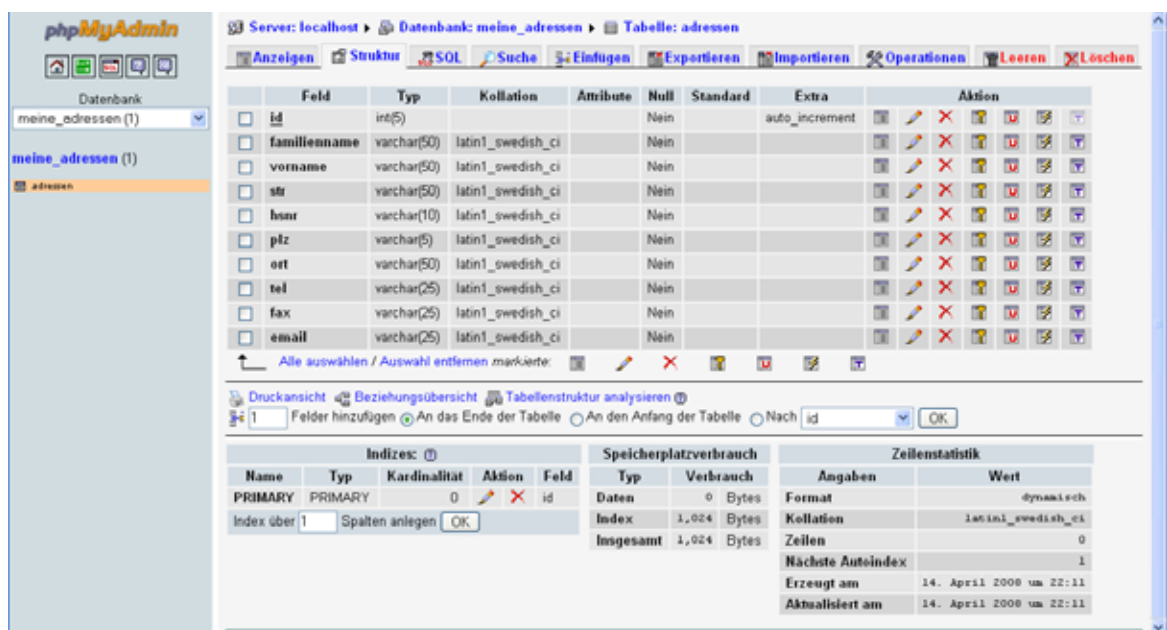 phpMyAdmin
Datenbank
meine_adressen (1)
meine_adressen (1)
adressen
Server: localhost Datenbank: meine_adressen Tabelle: adressen
Anzeigen Struktur SQL Suche Einfügen Exportieren Importieren Operationen Leeren Löschen
Feld Typ Kollation Attribute Null Standard Extra Aktion
id int(5) Nein auto_increment
familienname varchar(50) latin1_swedish_ci Nein
vorname varchar(50) latin1_swedish_ci Nein
str varchar(50) latin1_swedish_ci Nein
hsnr varchar(10) latin1_swedish_ci Nein
plz varchar(5) latin1_swedish_ci Nein
ort varchar(50) latin1_swedish_ci Nein
tel varchar(25) latin1_swedish_ci Nein
fax varchar(25) latin1_swedish_ci Nein
email varchar(25) latin1_swedish_ci Nein
Alle auswählen / Auswahl entfernen markierte:
Druckansicht Beziehungsübersicht Tabellenstruktur analysieren
1 Felder hinzufügen An das Ende der Tabelle An den Anfang der Tabelle Nach id OK
Indizes:
Name Typ Kardinalität Aktion Feld
PRIMARY PRIMARY 0 id
Index über 1 Spalten anlegen OK
Speicherplatzverbrauch
Typ Verbrauch
Daten 0 Bytes
Index 1,024 Bytes
Insgesamt 1,024 Bytes
Zeilenstatistik
Angaben Wert
Format dynamisch
Kollation latin1_swedish_ci
Zeilen 0
Nächste Autoindex 1
Erzeugt am 14. April 2008 um 22:11
Aktualisiert am 14. April 2008 um 22:11